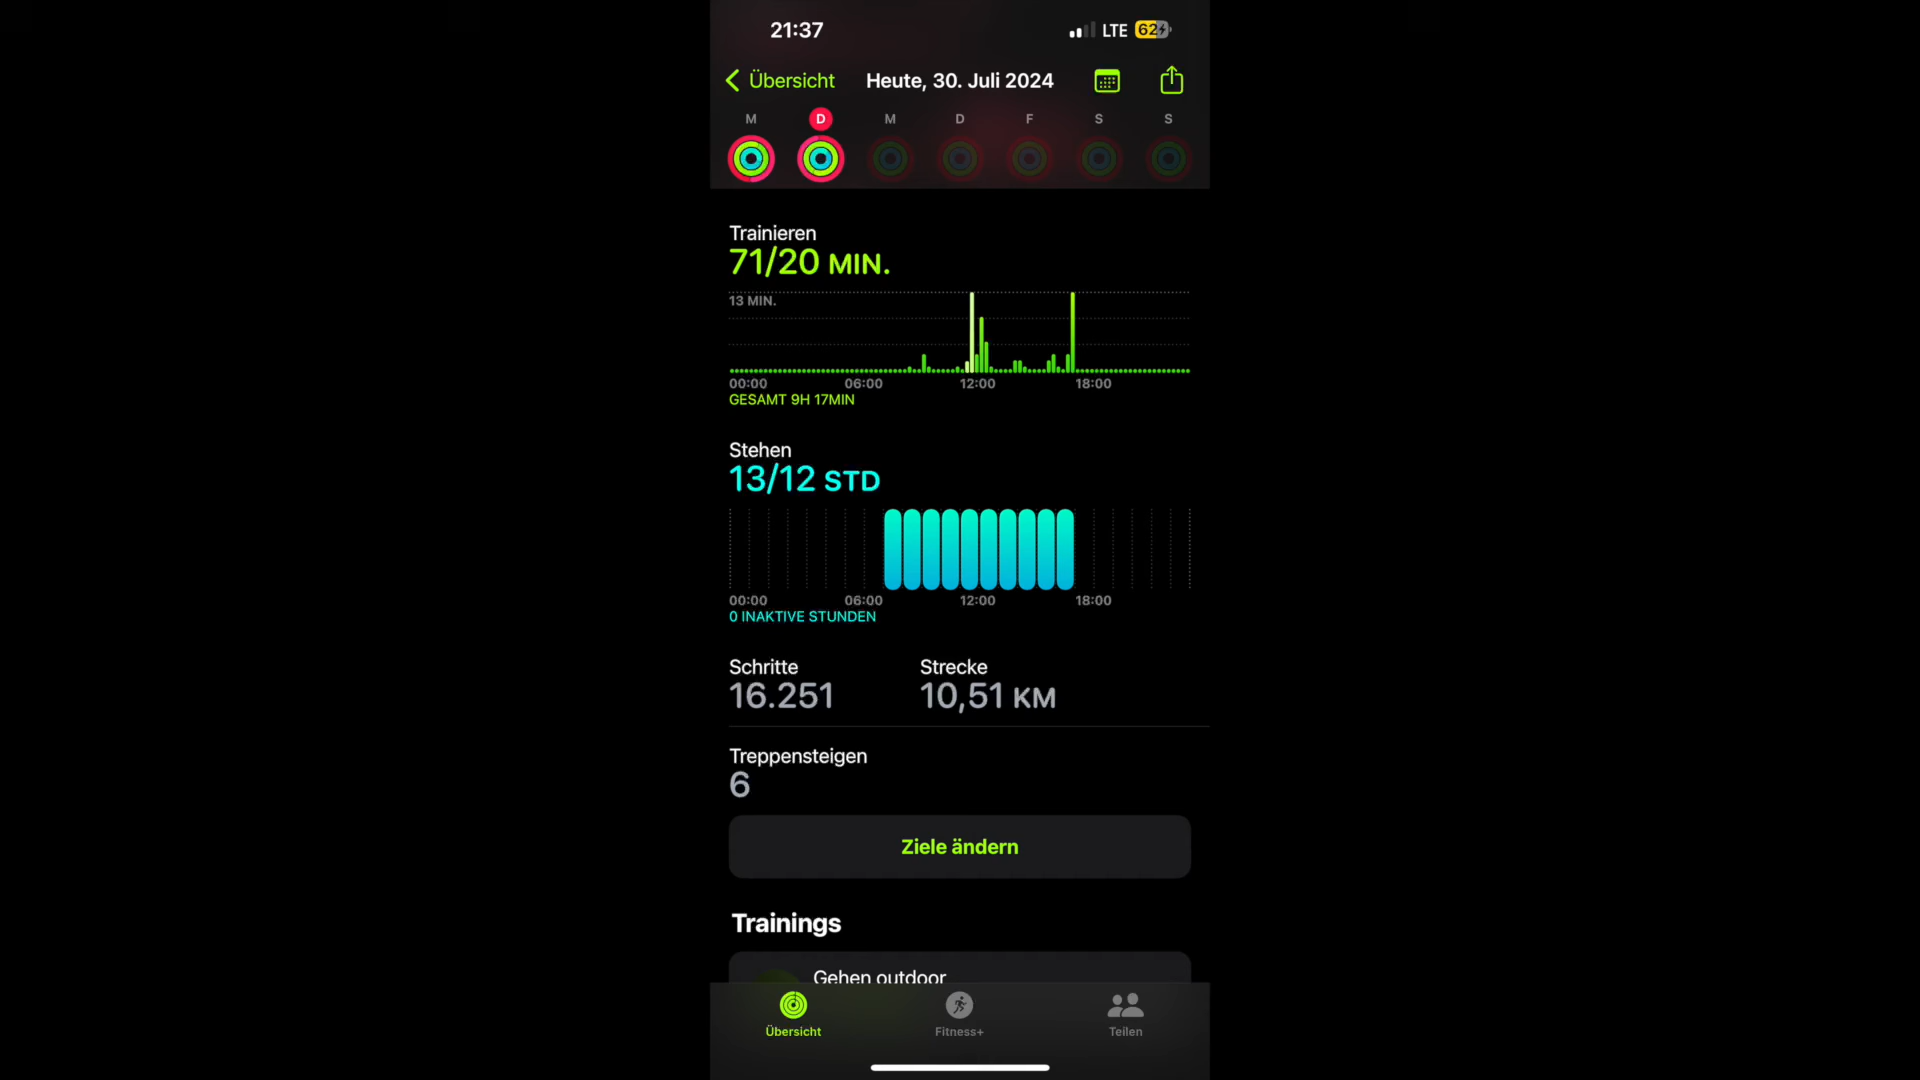 21:37
LTE 62
Übersicht Heute, 30. Juli 2024
M D M D F S S
Trainieren
71/20 MIN.
13 MIN.
00:00 06:00 12:00 18:00
GESAMT 9H 17MIN
Stehen
13/12 STD
00:00 06:00 12:00 18:00
0 INAKTIVE STUNDEN
Schritte Strecke
16.251 10,51 KM
Treppensteigen
6
Ziele ändern
Trainings
Gehen outdoor
Übersicht Fitness+ Teilen